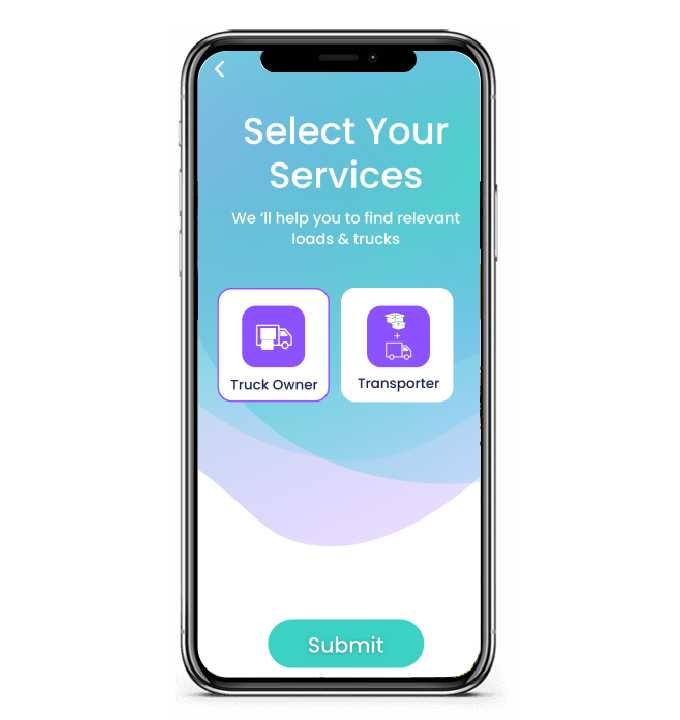 Select Your
Services
We ‘ll help you to find relevant
loads & trucks
Truck Owner
Transporter
Submit